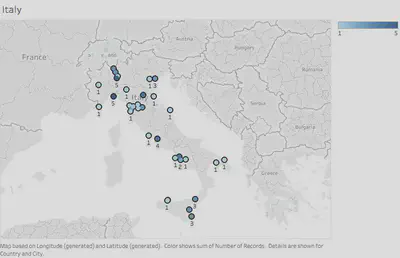 Italy
1 5
Austria
France
Hungary
Romania
5
1 3
1
1
5
1
1
1
1
Serbia
Bulgaria
1
4
1 2 1
1 1
Greece
1
3
3
Map based on Longitude (generated) and Latitude (generated). Color shows sum of Number of Records. Details are shown for
Country and City.